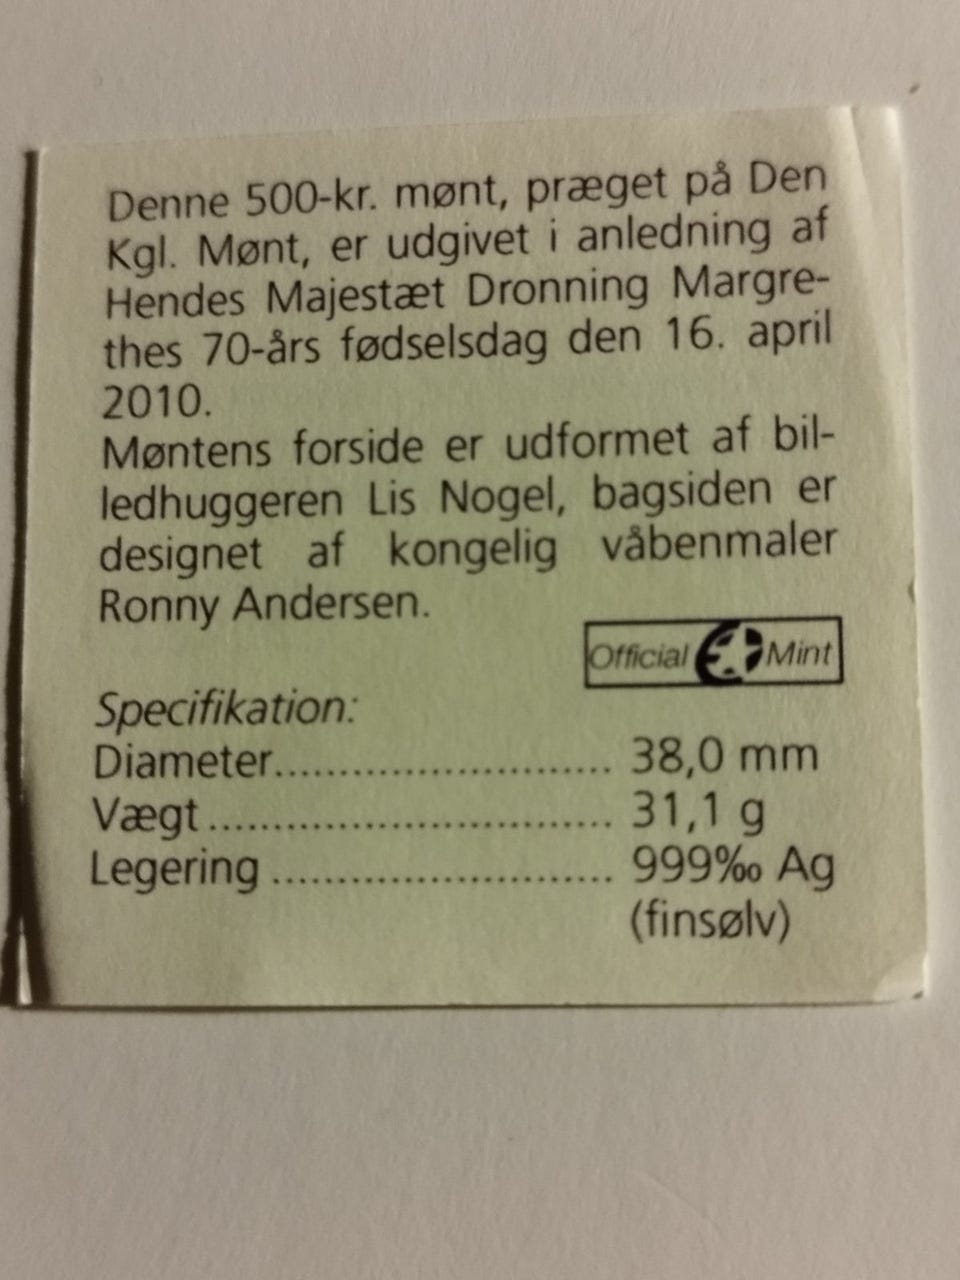 Denne 500-kr. mønt, præget på Den
Kgl. Mønt, er udgivet i anledning af
Hendes Majestæt Dronning Margre-
thes 70-års fødselsdag den 16. april
2010.
Møntens forside er udformet af bil-
ledhuggeren Lis Nogel, bagsiden er
designet af kongelig våbenmaler
Ronny Andersen.
Official Mint
Specifikation:
Diameter......................... 38,0 mm
Vægt .............................. 31,1 g
Legering ......................... 999‰ Ag
(finsølv)